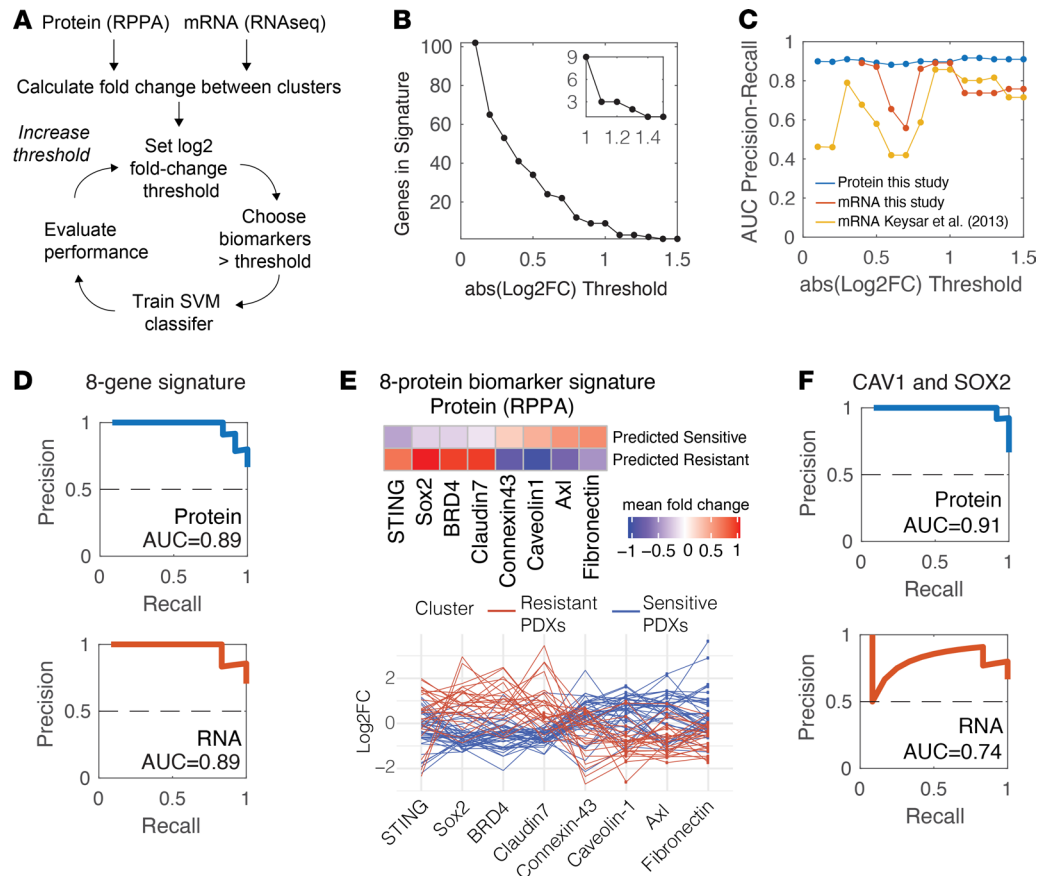 A
Protein (RPPA) mRNA (RNAseq)
Calculate fold change between clusters
Increase
threshold
Set log2
fold-change
threshold
Evaluate
performance
Choose
biomarkers
> threshold
Train SVM
classifer
B
Genes in Signature
100
80
60
40
20
0 0.5 1 1.5
abs(Log2FC) Threshold
9
6
3
1 1.2 1.4
C
AUC Precision-Recall
1
0.8
0.6
0.4
0.2
0
0.5 1 1.5
abs(Log2FC) Threshold
Protein this study
mRNA this study
mRNA Keysar et al. (2013)
D
8-gene signature
Precision
1
0.5
0
0 0.5 1
Recall
Protein
AUC=0.89
Precision
1
0.5
0
0 0.5 1
Recall
RNA
AUC=0.89
E
8-protein biomarker signature
Protein (RPPA)
Predicted Sensitive
Predicted Resistant
STING
Sox2
BRD4
Claudin7
Connexin43
Caveolin1
Axl
Fibronectin
mean fold change
−1 −0.5 0 0.5 1
Cluster Resistant PDXs Sensitive PDXs
Log2FC
2
0
−2
STING
Sox2
BRD4
Claudin7
Connexin-43
Caveolin-1
Axl
Fibronectin
F
CAV1 and SOX2
Precision
1
0.5
0
0 0.5 1
Recall
Protein
AUC=0.91
Precision
1
0.5
0
0 0.5 1
Recall
RNA
AUC=0.74